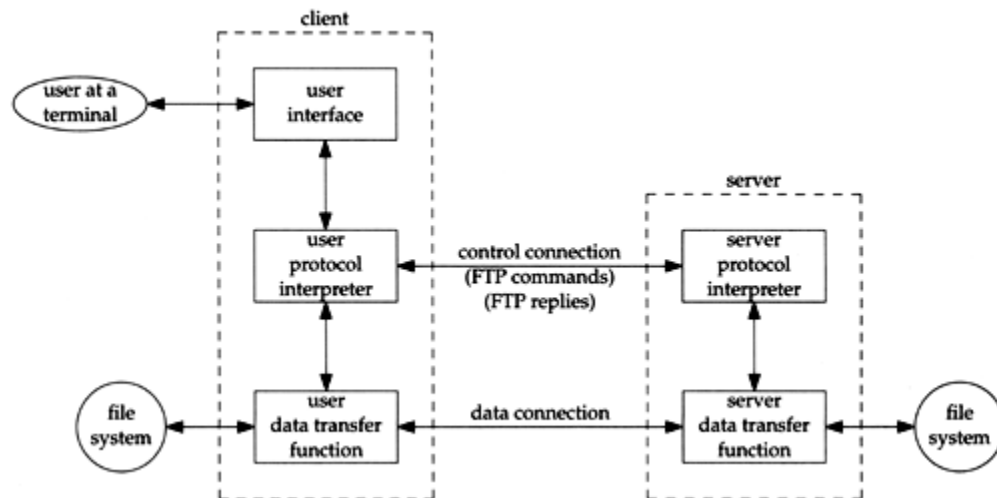 client
user at a
terminal
user
interface
server
user
protocol
interpreter
control connection
(FTP commands)
(FTP replies)
server
protocol
interpreter
file
system
user
data transfer
function
data connection
server
data transfer
function
file
system